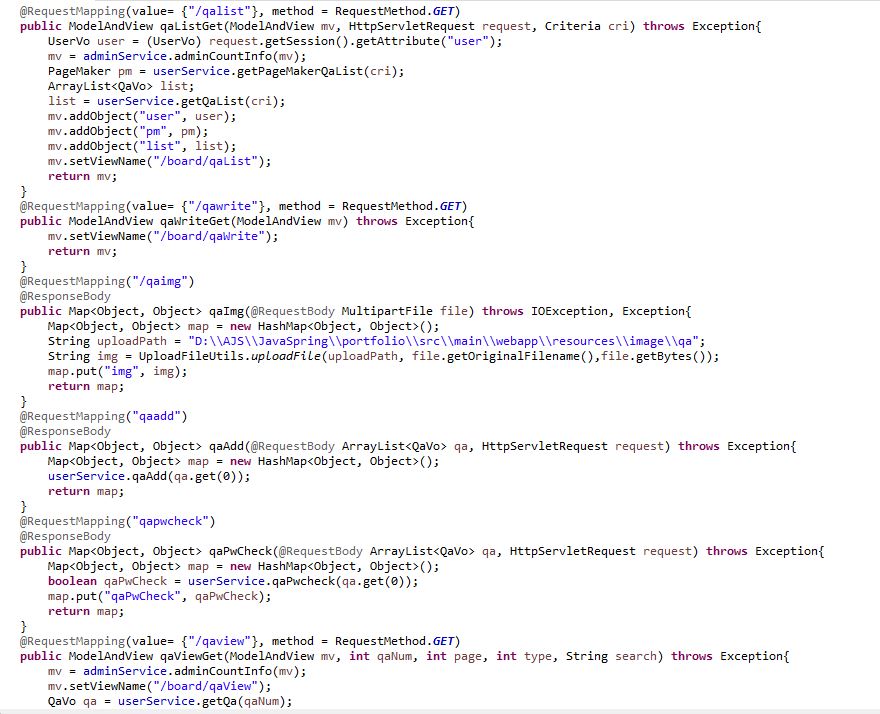 @RequestMapping(value= {"/qalist"}, method = RequestMethod.GET)
public ModelAndView qaListGet(ModelAndView mv, HttpServletRequest request, Criteria cri) throws Exception{
    UserVo user = (UserVo) request.getSession().getAttribute("user");
    mv = adminService.adminCountInfo(mv);
    PageMaker pm = userService.getPageMakerQaList(cri);
    ArrayList<QaVo> list;
    list = userService.getQaList(cri);
    mv.addObject("user", user);
    mv.addObject("pm", pm);
    mv.addObject("list", list);
    mv.setViewName("/board/qaList");
    return mv;
}
@RequestMapping(value= {"/qawrite"}, method = RequestMethod.GET)
public ModelAndView qaWriteGet(ModelAndView mv) throws Exception{
    mv.setViewName("/board/qaWrite");
    return mv;
}
@RequestMapping("/qaimg")
@ResponseBody
public Map<Object, Object> qaImg(@RequestBody MultipartFile file) throws IOException, Exception{
    Map<Object, Object> map = new HashMap<Object, Object>();
    String uploadPath = "D:\\AJS\\JavaSpring\\portfolio\\src\\main\\webapp\\resources\\image\\qa";
    String img = UploadFileUtils.uploadFile(uploadPath, file.getOriginalFilename(),file.getBytes());
    map.put("img", img);
    return map;
}
@RequestMapping("qaadd")
@ResponseBody
public Map<Object, Object> qaAdd(@RequestBody ArrayList<QaVo> qa, HttpServletRequest request) throws Exception{
    Map<Object, Object> map = new HashMap<Object, Object>();
    userService.qaAdd(qa.get(0));
    return map;
}
@RequestMapping("qapwcheck")
@ResponseBody
public Map<Object, Object> qaPwCheck(@RequestBody ArrayList<QaVo> qa, HttpServletRequest request) throws Exception{
    Map<Object, Object> map = new HashMap<Object, Object>();
    boolean qaPwCheck = userService.qaPwcheck(qa.get(0));
    map.put("qaPwCheck", qaPwCheck);
    return map;
}
@RequestMapping(value= {"/qaview"}, method = RequestMethod.GET)
public ModelAndView qaViewGet(ModelAndView mv, int qaNum, int page, int type, String search) throws Exception{
    mv = adminService.adminCountInfo(mv);
    mv.setViewName("/board/qaView");
    QaVo qa = userService.getQa(qaNum);